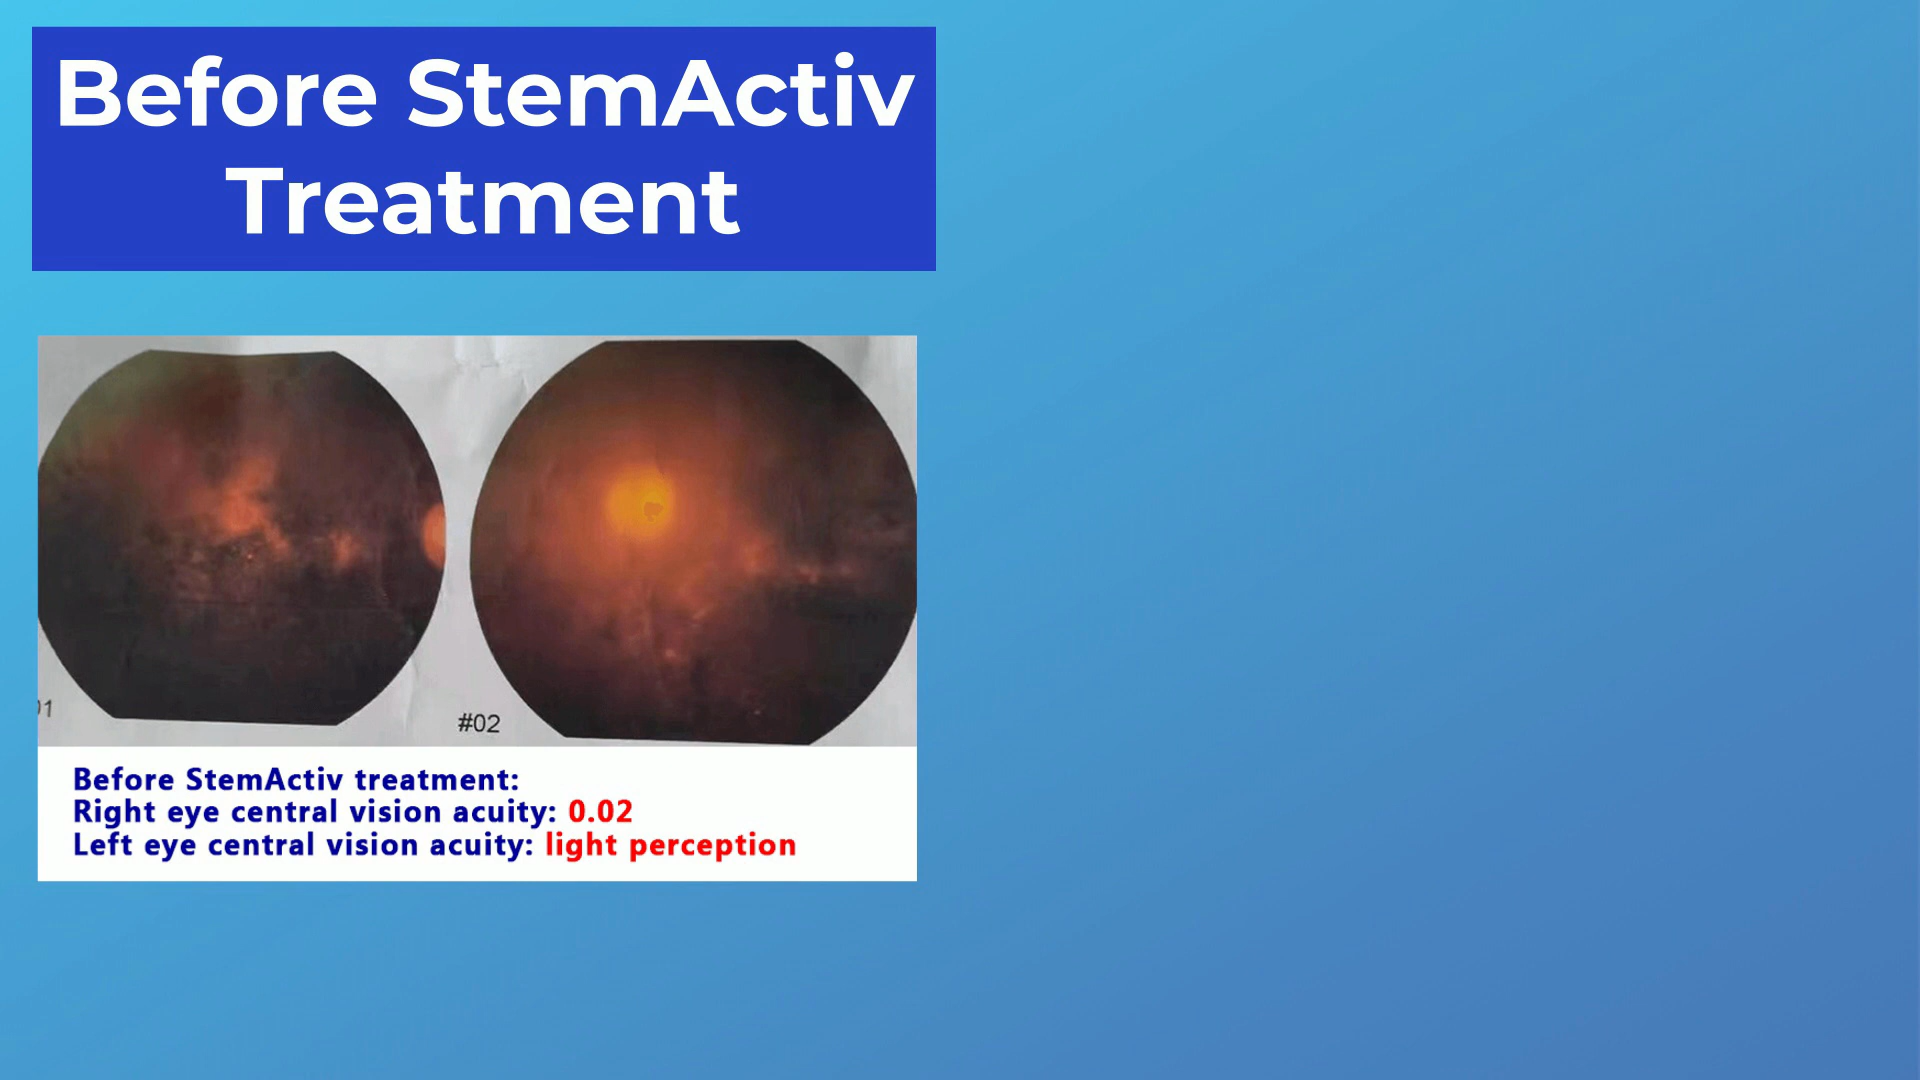 Before StemActiv
Treatment
#02
Before StemActiv treatment:
Right eye central vision acuity: 0.02
Left eye central vision acuity: light perception